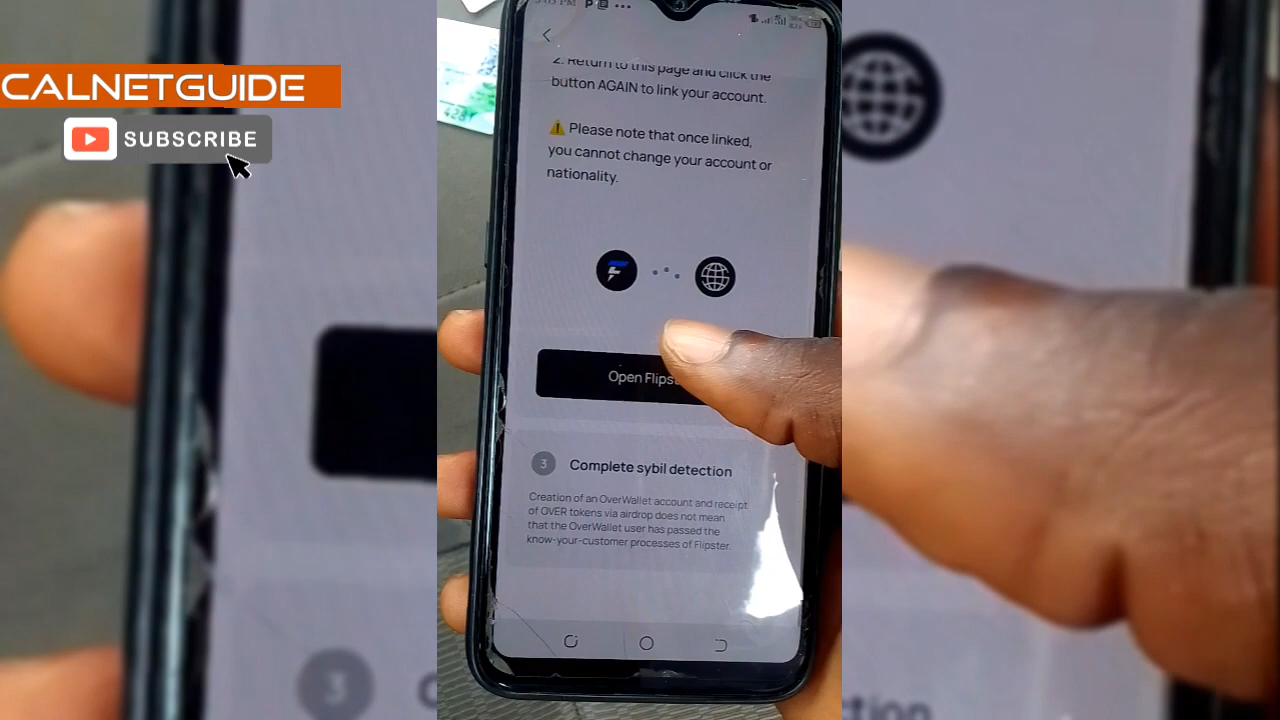 CALNETGUIDE
SUBSCRIBE
2. Return to this page and click the
button AGAIN to link your account.
⚠️ Please note that once linked,
you cannot change your account or
nationality.
Open
3 Complete sybil detection
Creation of an OverWallet account and receipt
of OVER tokens via airdrop does not mean
that the OverWallet user has passed the
know-your-customer processes of Flipster.
3